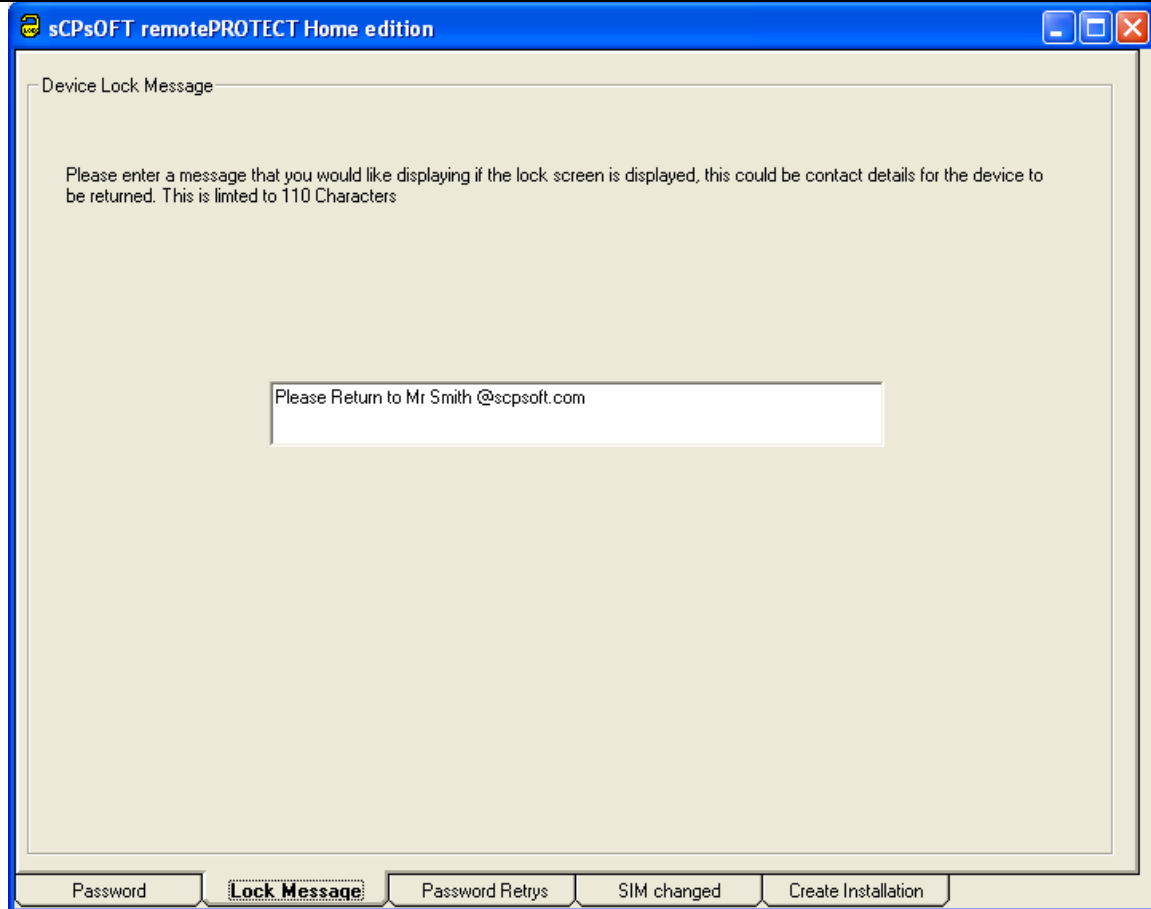 sCPsOFT remotePROTECT Home edition
Device Lock Message
Please enter a message that you would like displaying if the lock screen is displayed, this could be contact details for the device to
be returned. This is limted to 110 Characters
Please Return to Mr Smith @scpsoft.com
Password
Lock Message
Password Retrys
SIM changed
Create Installation